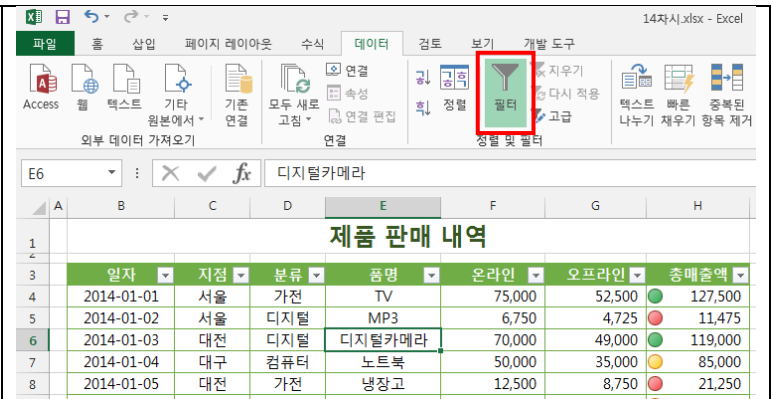 14차시.xlsx - Excel
파일 홈 삽입 페이지 레이아웃 수식 데이터 검토 보기 개발 도구
Access
웹
텍스트
기타
원본에서
기존
연결
외부 데이터 가져오기
모두 새로
고침
연결
속성
연결 편집
연결
정렬
필터
지우기
다시 적용
고급
정렬 및 필터
텍스트
나누기
빠른
채우기
중복된
항목 제거
E6 fx 디지털카메라
A B C D E F G H
1 제품 판매 내역
2
3 일자 지점 분류 품명 온라인 오프라인 총매출액
4 2014-01-01 서울 가전 TV 75,000 52,500 127,500
5 2014-01-02 서울 디지털 MP3 6,750 4,725 11,475
6 2014-01-03 대전 디지털 디지털카메라 70,000 49,000 119,000
7 2014-01-04 대구 컴퓨터 노트북 50,000 35,000 85,000
8 2014-01-05 대전 가전 냉장고 12,500 8,750 21,250